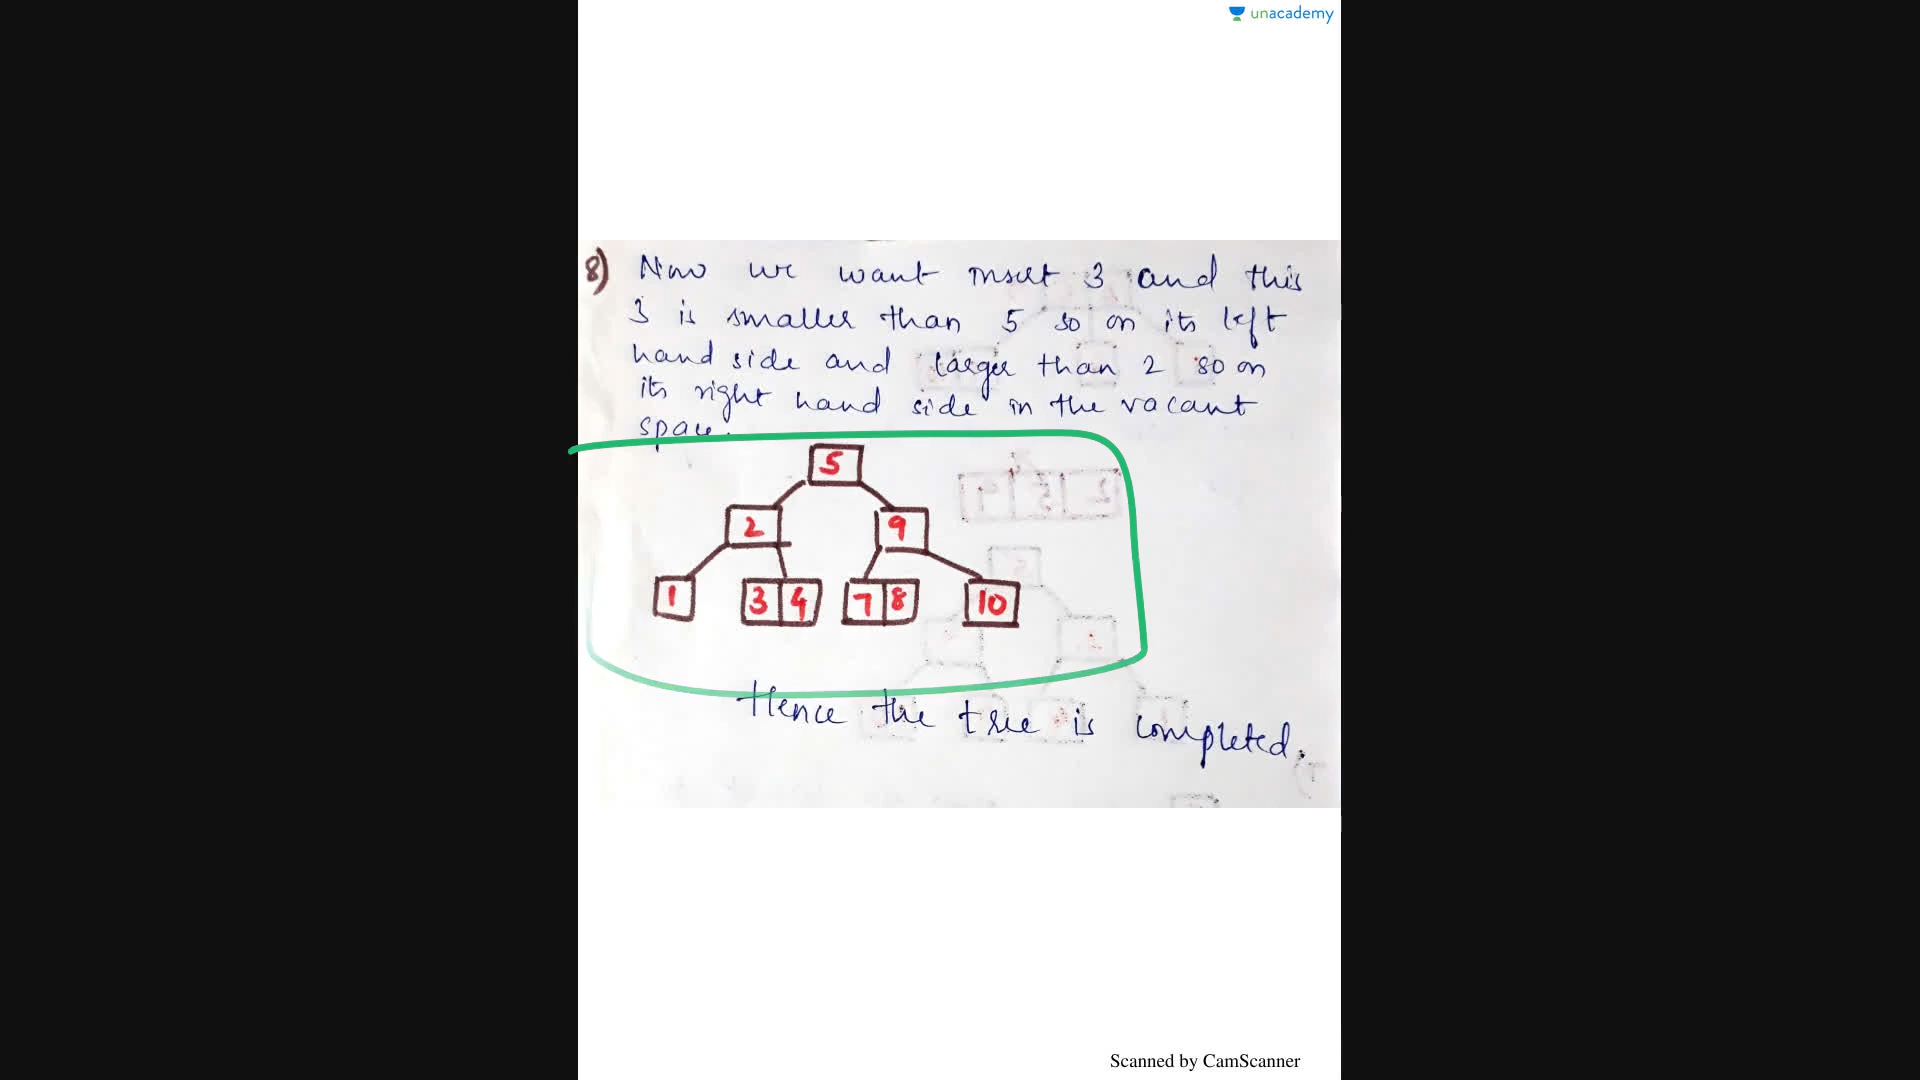 unacademy
8) Now we want insert 3 and this
3 is smaller than 5 so on its left
hand side and larger than 2 so on
its right hand side in the vacant
space.
5
2 9
1 3 4 7 8 10
Hence the tree is completed.
Scanned by CamScanner